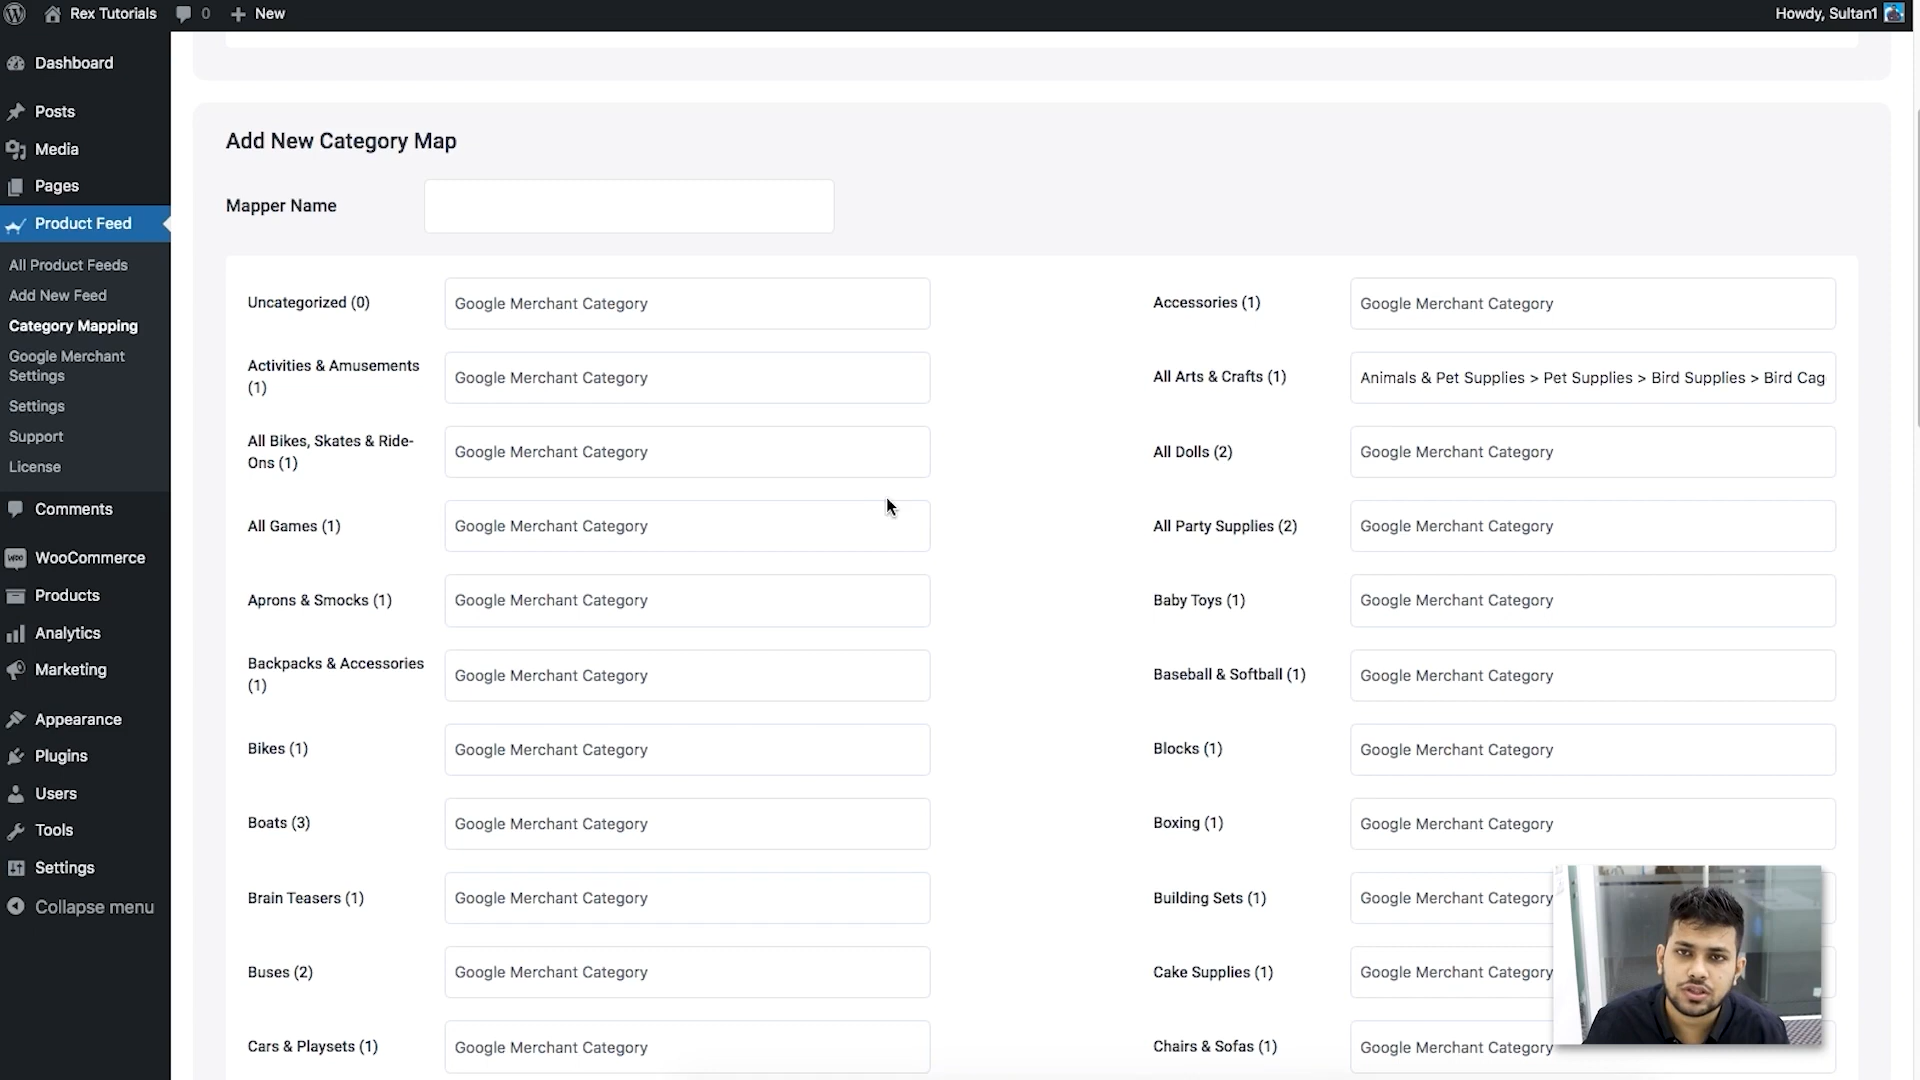 Rex Tutorials
0
New
Howdy, Sultan1
Dashboard
Posts
Media
Pages
Product Feed
All Product Feeds
Add New Feed
Category Mapping
Google Merchant
Settings
Settings
Support
License
Comments
WooCommerce
Products
Analytics
Marketing
Appearance
Plugins
Users
Tools
Settings
Collapse menu
Add New Category Map
Mapper Name
Uncategorized (0)
Google Merchant Category
Accessories (1)
Google Merchant Category
Activities & Amusements
(1)
Google Merchant Category
All Arts & Crafts (1)
Animals & Pet Supplies > Pet Supplies > Bird Supplies > Bird Cag
All Bikes, Skates & Ride-
Ons (1)
Google Merchant Category
All Dolls (2)
Google Merchant Category
All Games (1)
Google Merchant Category
All Party Supplies (2)
Google Merchant Category
Aprons & Smocks (1)
Google Merchant Category
Baby Toys (1)
Google Merchant Category
Backpacks & Accessories
(1)
Google Merchant Category
Baseball & Softball (1)
Google Merchant Category
Bikes (1)
Google Merchant Category
Blocks (1)
Google Merchant Category
Boats (3)
Google Merchant Category
Boxing (1)
Google Merchant Category
Brain Teasers (1)
Google Merchant Category
Building Sets (1)
Google Merchant Category
Buses (2)
Google Merchant Category
Cake Supplies (1)
Google Merchant Category
Cars & Playsets (1)
Google Merchant Category
Chairs & Sofas (1)
Google Merchant Category